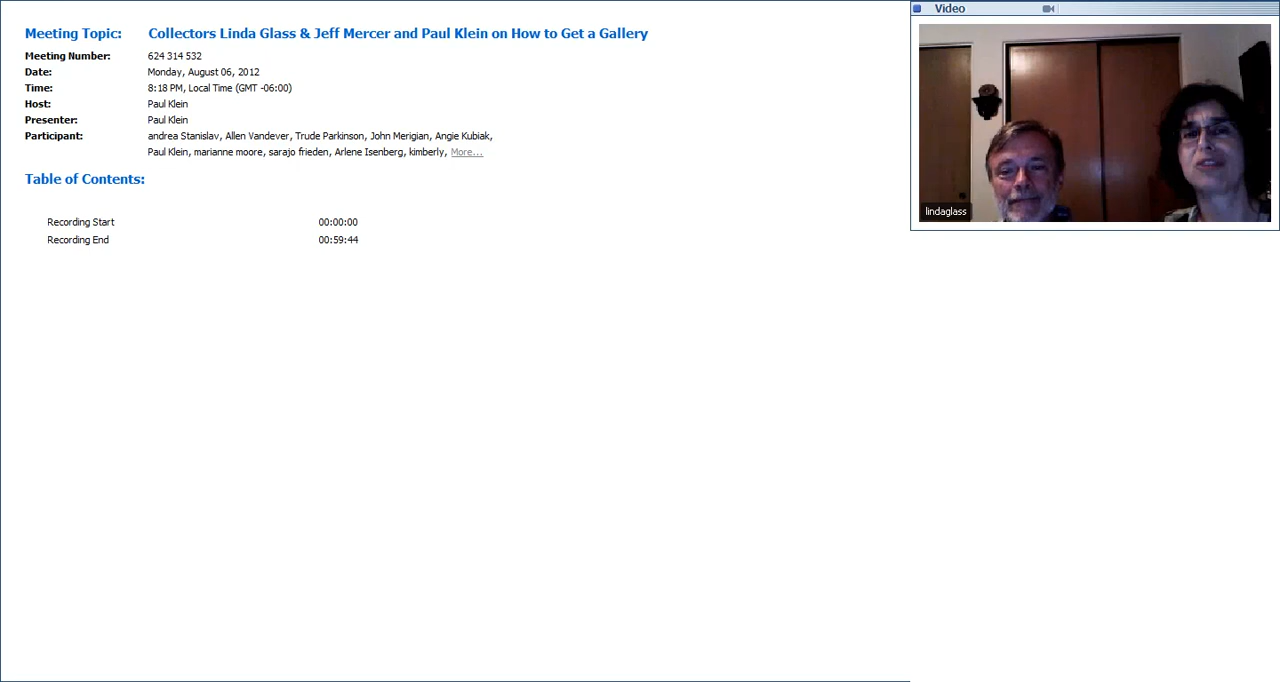 Meeting Topic: Collectors Linda Glass & Jeff Mercer and Paul Klein on How to Get a Gallery
Meeting Number: 624 314 532
Date: Monday, August 06, 2012
Time: 8:18 PM, Local Time (GMT -06:00)
Host: Paul Klein
Presenter: Paul Klein
Participant: andrea Stanislav, Allen Vandever, Trude Parkinson, John Merigian, Angie Kubiak,
Paul Klein, marianne moore, sarajo frieden, Arlene Isenberg, kimberly, More...
Table of Contents:
Recording Start 00:00:00
Recording End 00:59:44
Video
lindaglass